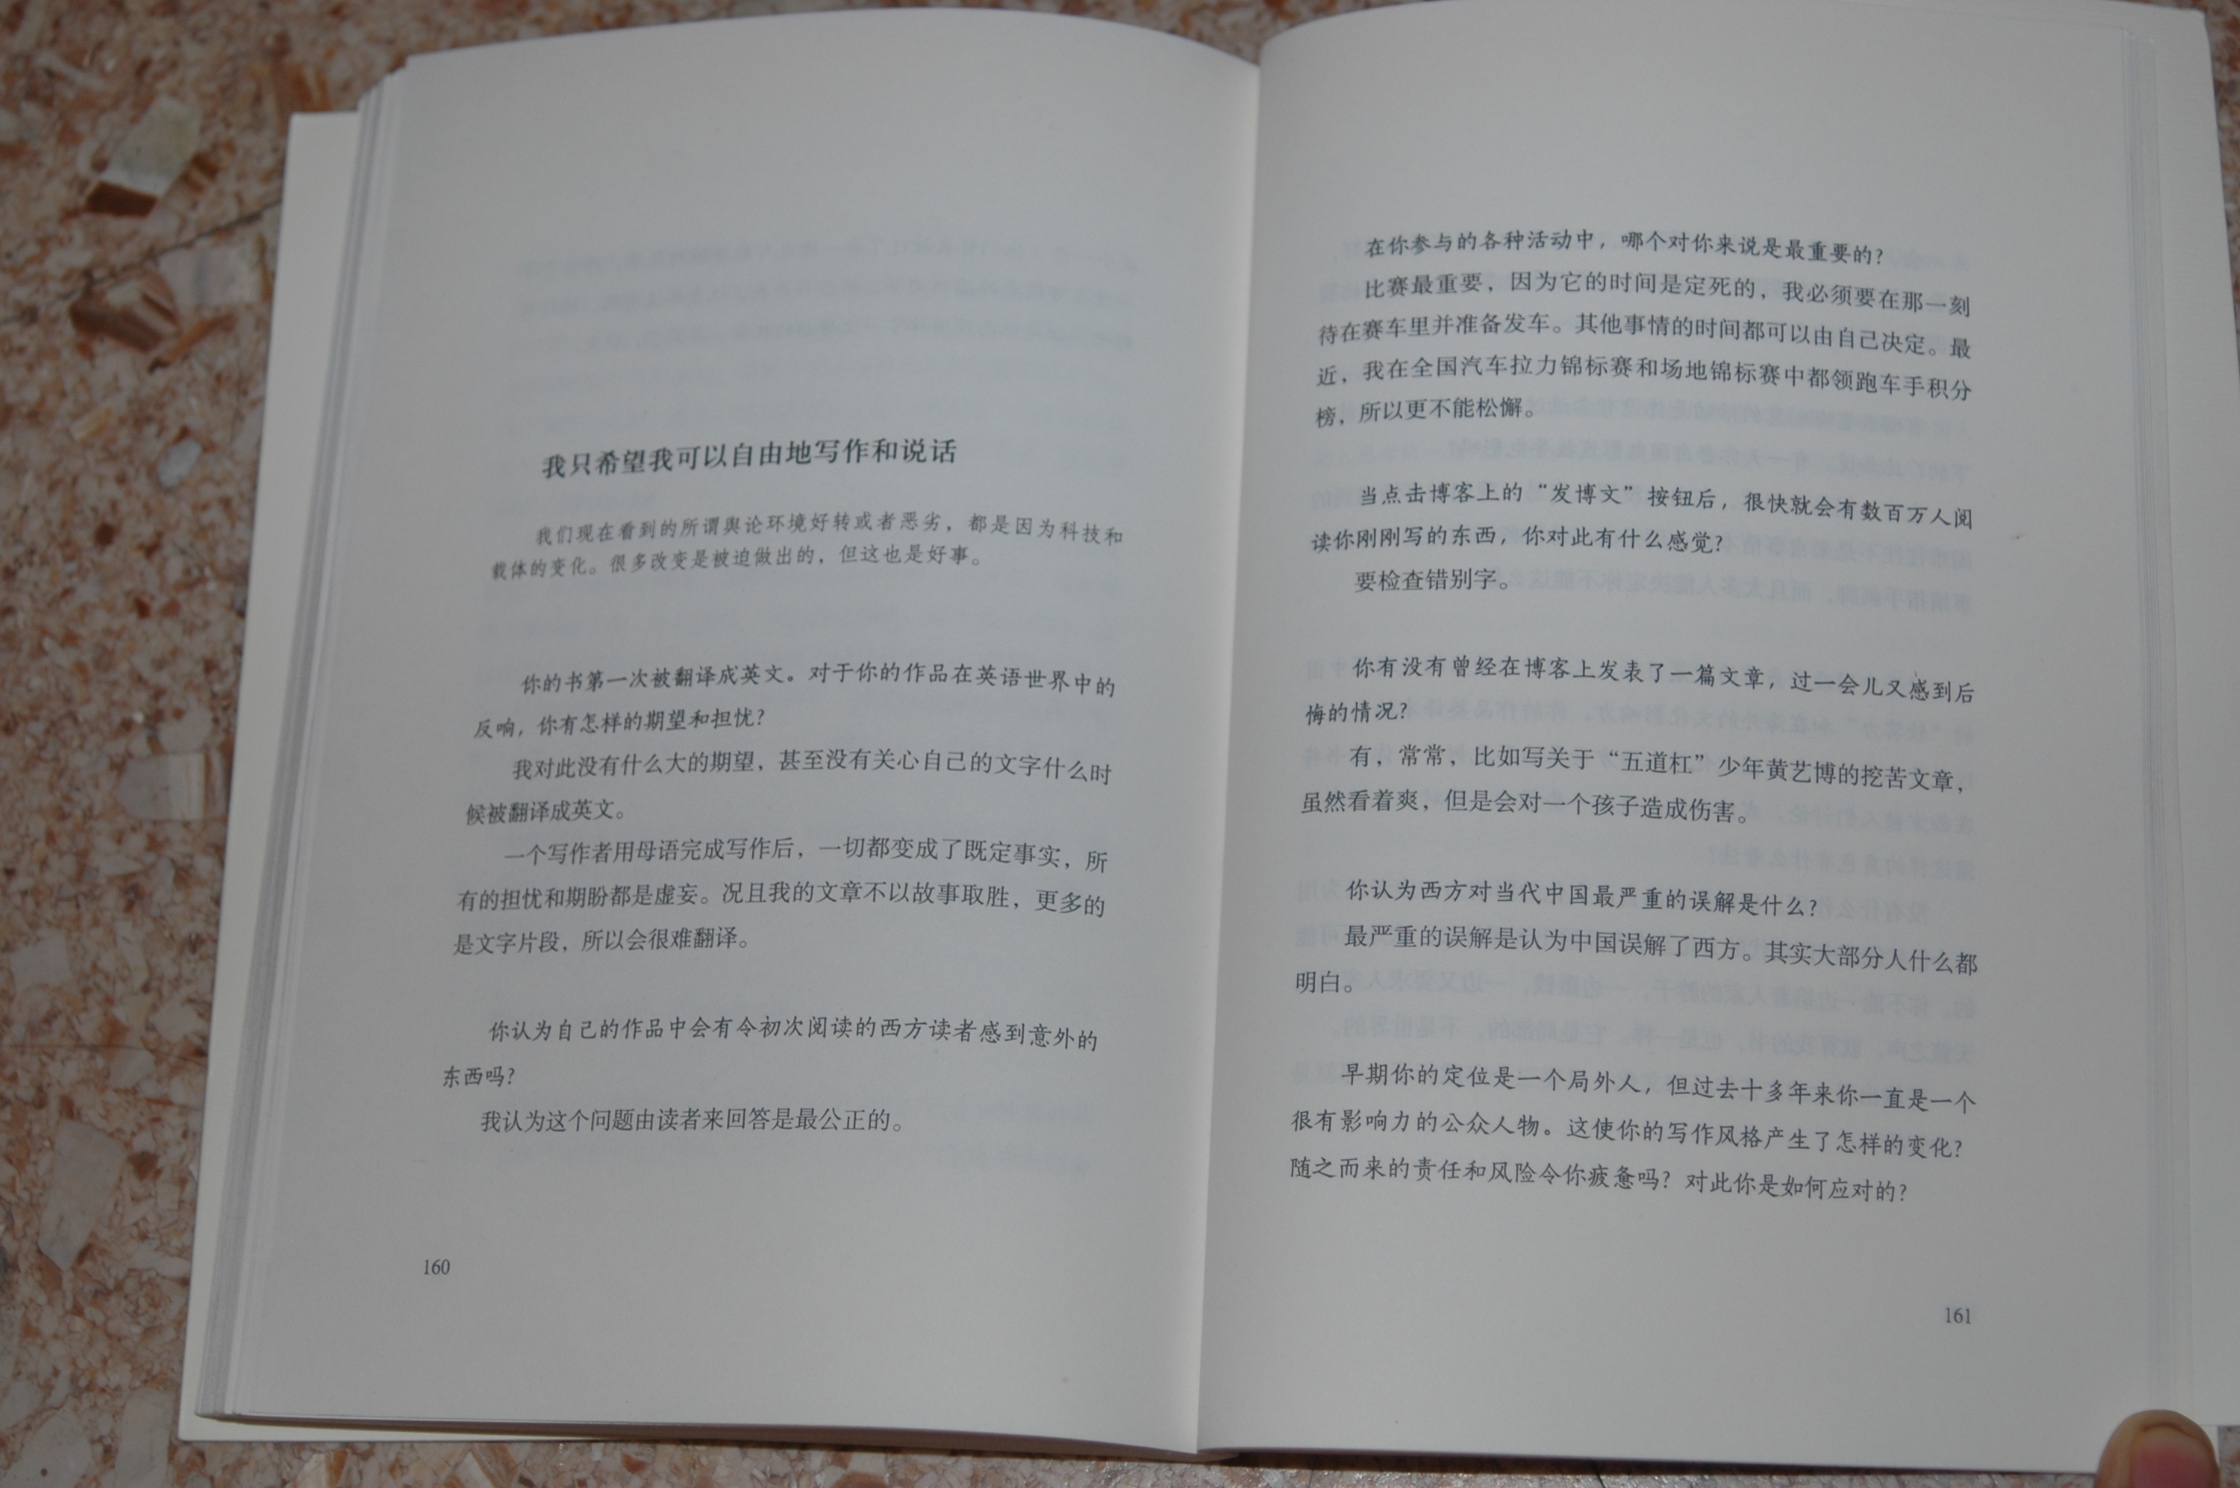 我只希望我可以自由地写作和说话
我们现在看到的所谓舆论环境好转或者恶劣，都是因为科技和
载体的变化。很多改变是被迫做出的，但这也是好事。
你的书第一次被翻译成英文。对于你的作品在英语世界中的
反响，你有怎样的期望和担忧？
我对此没有什么大的期望，甚至没有关心自己的文字什么时
候被翻译成英文。
一个写作者用母语完成写作后，一切都变成了既定事实，所
有的担忧和期盼都是虚妄。况且我的文章不以故事取胜，更多的
是文字片段，所以会很难翻译。
你认为自己的作品中会有令初次阅读的西方读者感到意外的
东西吗？
我认为这个问题由读者来回答是最公正的。
160
在你参与的各种活动中，哪个对你来说是最重要的？
比赛最重要，因为它的时间是定死的，我必须要在那一刻
待在赛车里并准备发车。其他事情的时间都可以由自己决定。最
近，我在全国汽车拉力锦标赛和场地锦标赛中都领跑车手积分
榜，所以更不能松懈。
当点击博客上的“发博文”按钮后，很快就会有数百万人阅
读你刚刚写的东西，你对此有什么感觉？
要检查错别字。
你有没有曾经在博客上发表了一篇文章，过一会儿又感到后
悔的情况？
有，常常，比如写关于“五道杠”少年黄艺博的挖苦文章，
虽然看着爽，但是会对一个孩子造成伤害。
你认为西方对当代中国最严重的误解是什么？
最严重的误解是认为中国误解了西方。其实大部分人什么都
明白。
早期你的定位是一个局外人，但过去十多年来你一直是一个
很有影响力的公众人物。这使你的写作风格产生了怎样的变化？
随之而来的责任和风险令你疲惫吗？对此你是如何应对的？
161